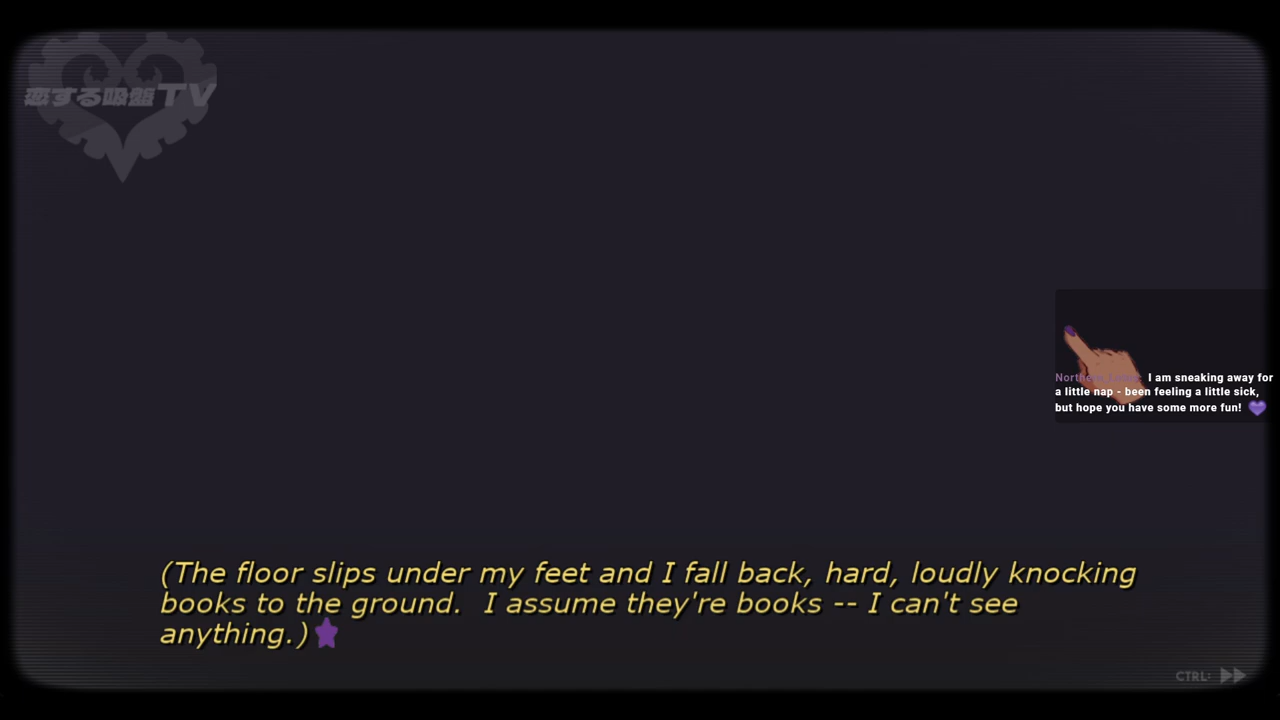 恋する吸盤TV
I am sneaking away for
a little nap - been feeling a little sick,
but hope you have some more fun!
(The floor slips under my feet and I fall back, hard, loudly knocking
books to the ground. I assume they're books -- I can't see
anything.)
CTRL: